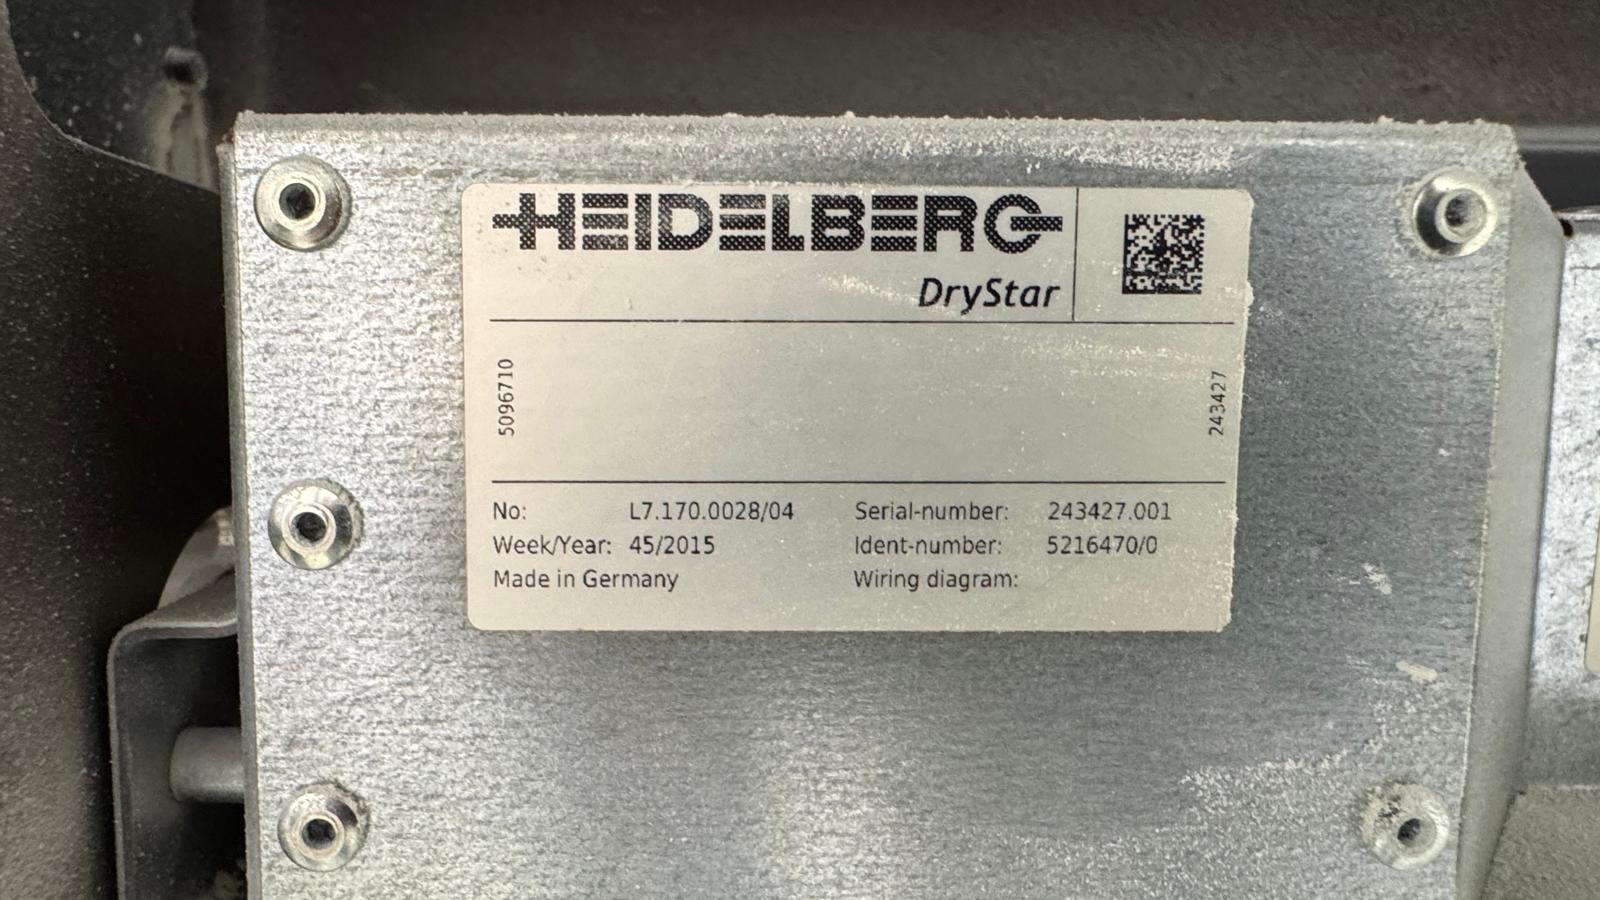 HEIDELBERG
DryStar
5096710
243427
No: L7.170.0028/04 Serial-number: 243427.001
Week/Year: 45/2015 Ident-number: 5216470/0
Made in Germany Wiring diagram: